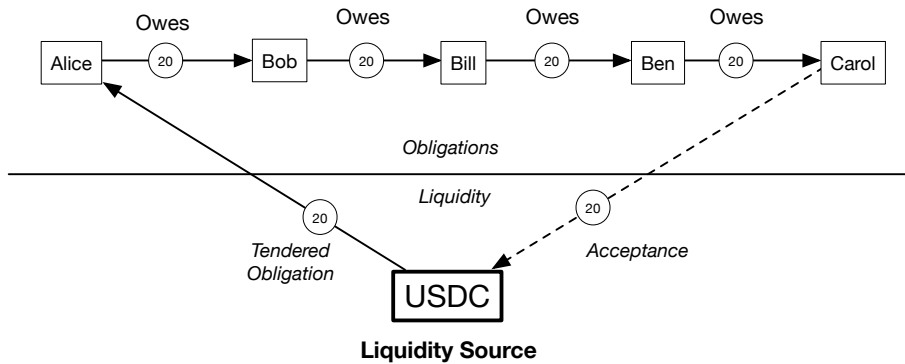 Owes Owes Owes Owes
Alice 20 Bob 20 Bill 20 Ben 20 Carol
Obligations
Liquidity
20 20
Tendered
Obligation
Acceptance
USDC
Liquidity Source